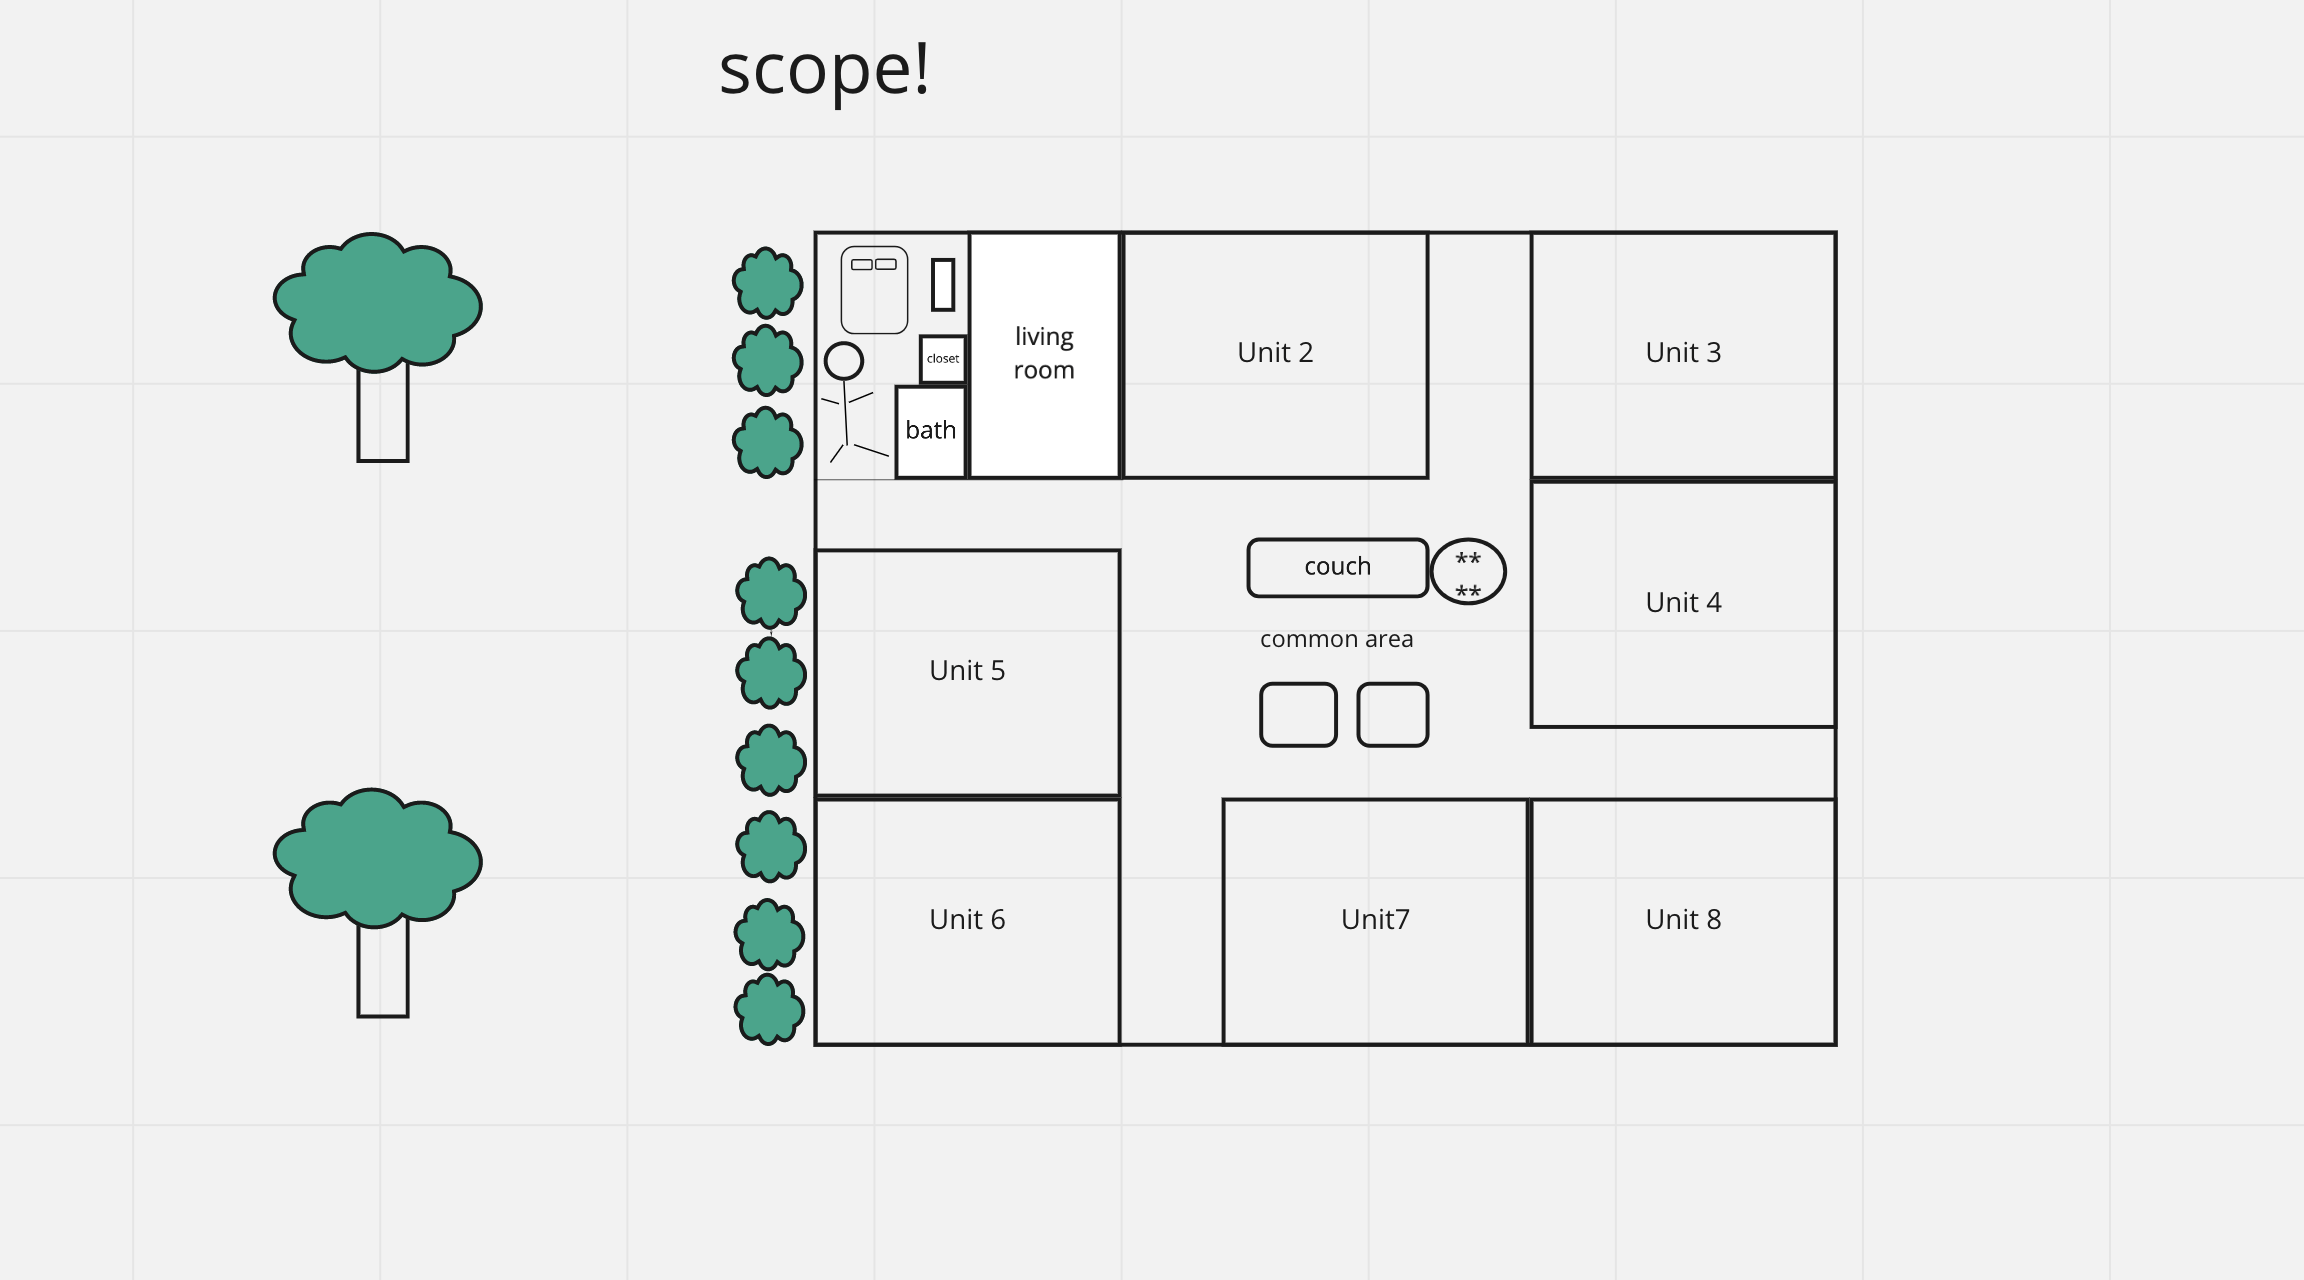 scope!
living
room
closet
bath
Unit 2
Unit 3
couch
**
**
common area
Unit 4
Unit 5
Unit 6
Unit7
Unit 8